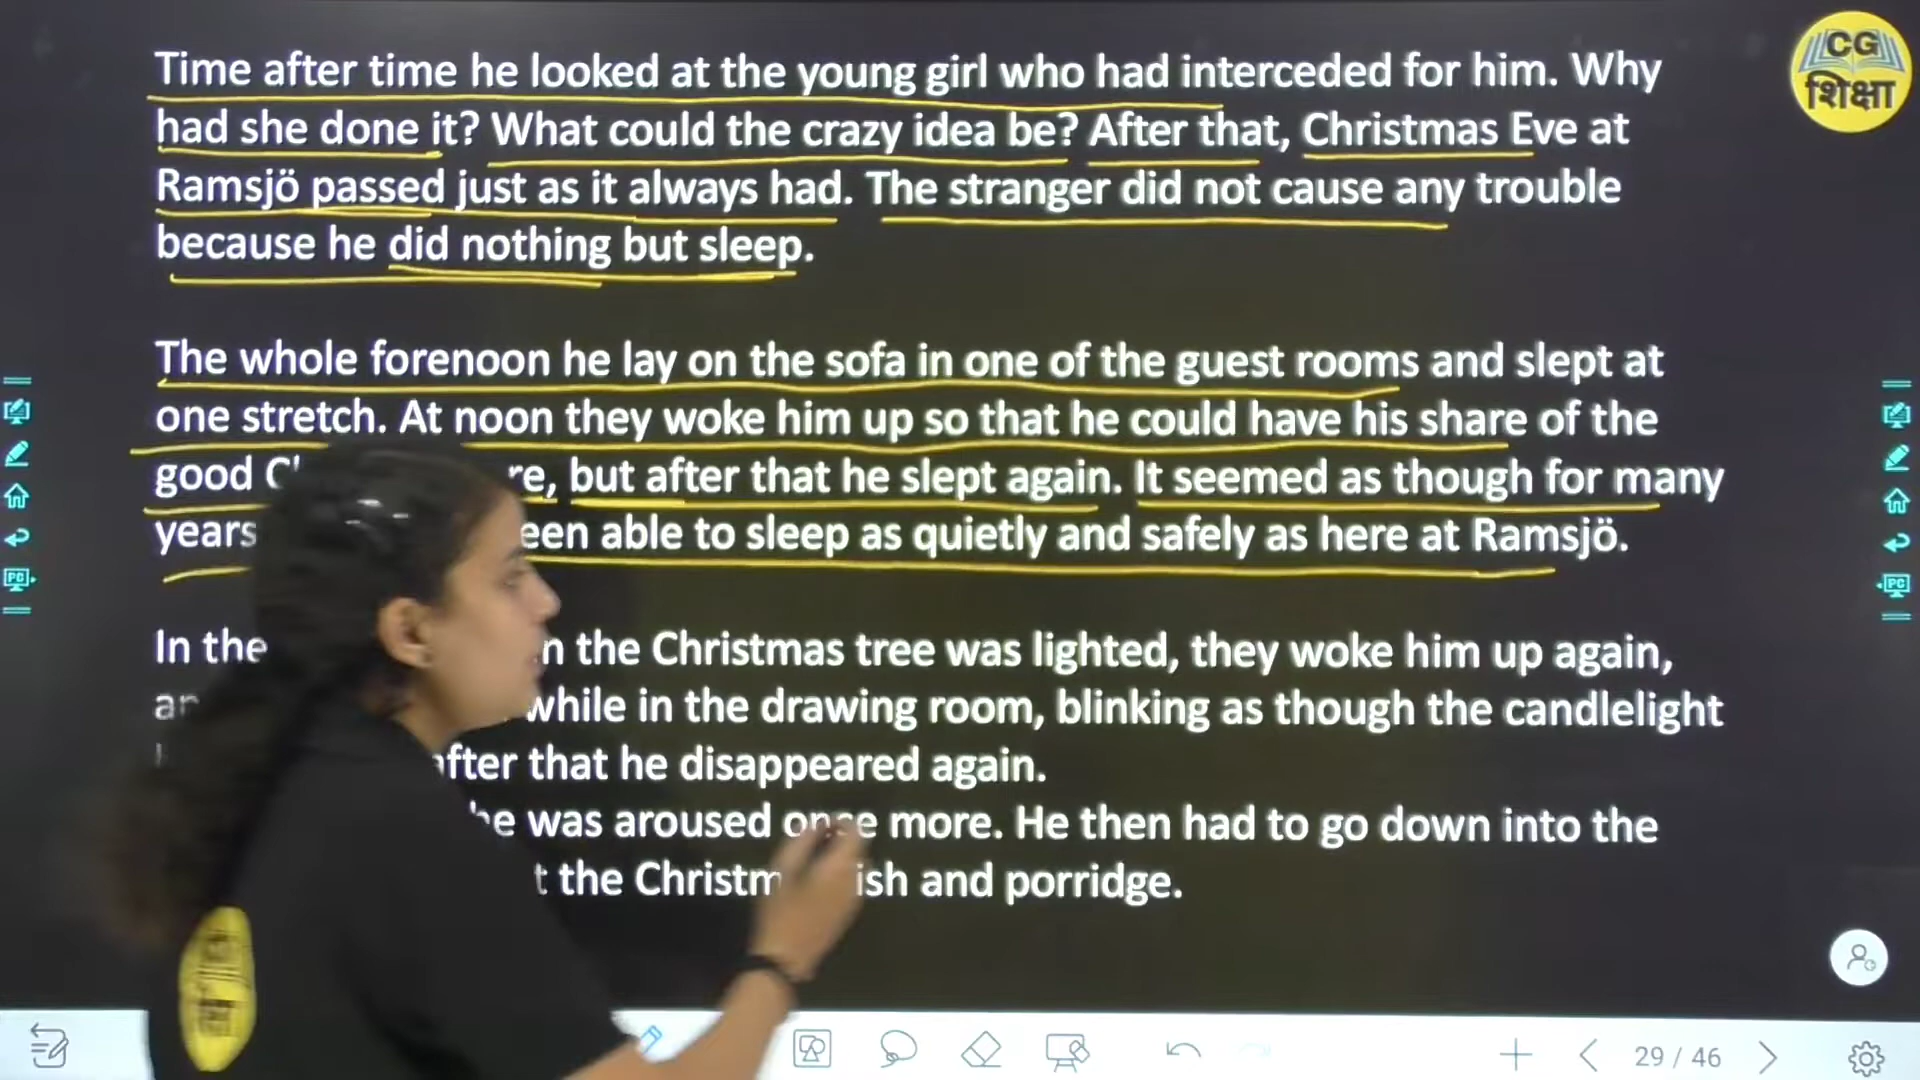 Time after time he looked at the young girl who had interceded for him. Why
had she done it? What could the crazy idea be? After that, Christmas Eve at
Ramsjö passed just as it always had. The stranger did not cause any trouble
because he did nothing but sleep.
The whole forenoon he lay on the sofa in one of the guest rooms and slept at
one stretch. At noon they woke him up so that he could have his share of the
good but after that he slept again. It seemed as though for many
years able to sleep as quietly and safely as here at Ramsjö.
In the the Christmas tree was lighted, they woke him up again,
while in the drawing room, blinking as though the candlelight
after that he disappeared again.
he was aroused once more. He then had to go down into the
the and porridge.
CG
शिक्षा
PC
PC
29 / 46